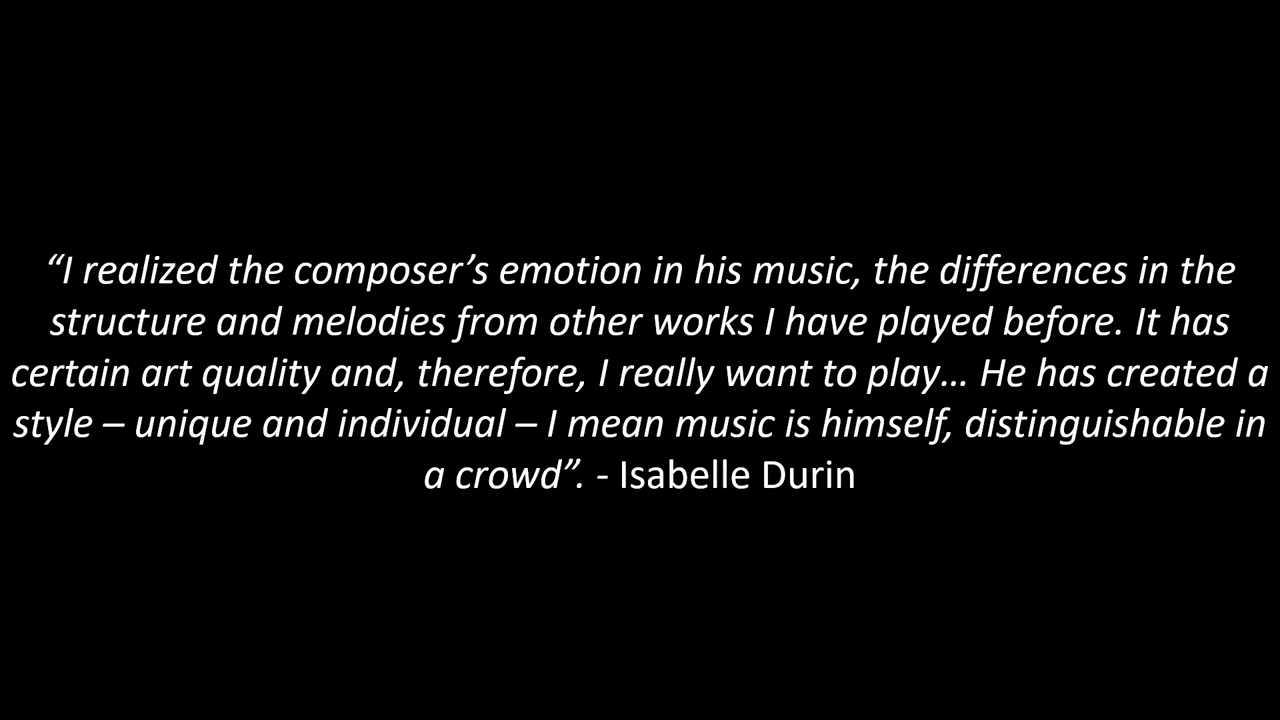 “I realized the composer’s emotion in his music, the differences in the
structure and melodies from other works I have played before. It has
certain art quality and, therefore, I really want to play… He has created a
style – unique and individual – I mean music is himself, distinguishable in
a crowd”. - Isabelle Durin